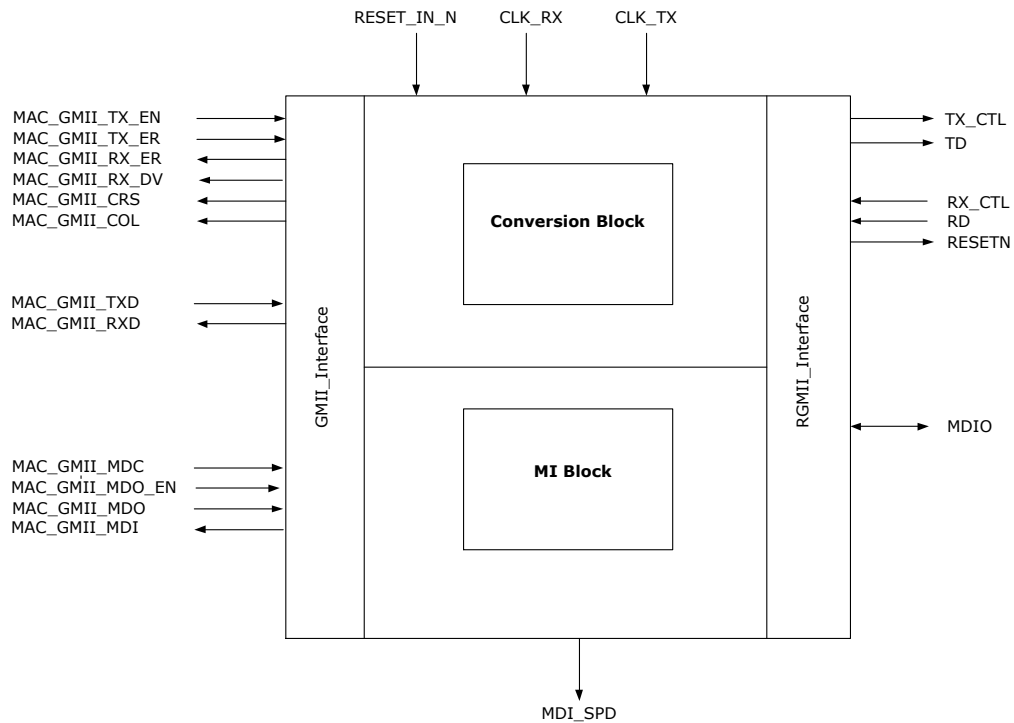 RESET_IN_N
CLK_RX
CLK_TX
MAC_GMII_TX_EN
MAC_GMII_TX_ER
MAC_GMII_RX_ER
MAC_GMII_RX_DV
MAC_GMII_CRS
MAC_GMII_COL
MAC_GMII_TXD
MAC_GMII_RXD
MAC_GMII_MDC
MAC_GMII_MDO_EN
MAC_GMII_MDO
MAC_GMII_MDI
GMII_Interface
Conversion Block
MI Block
RGMII_Interface
TX_CTL
TD
RX_CTL
RD
RESETN
MDIO
MDI_SPD